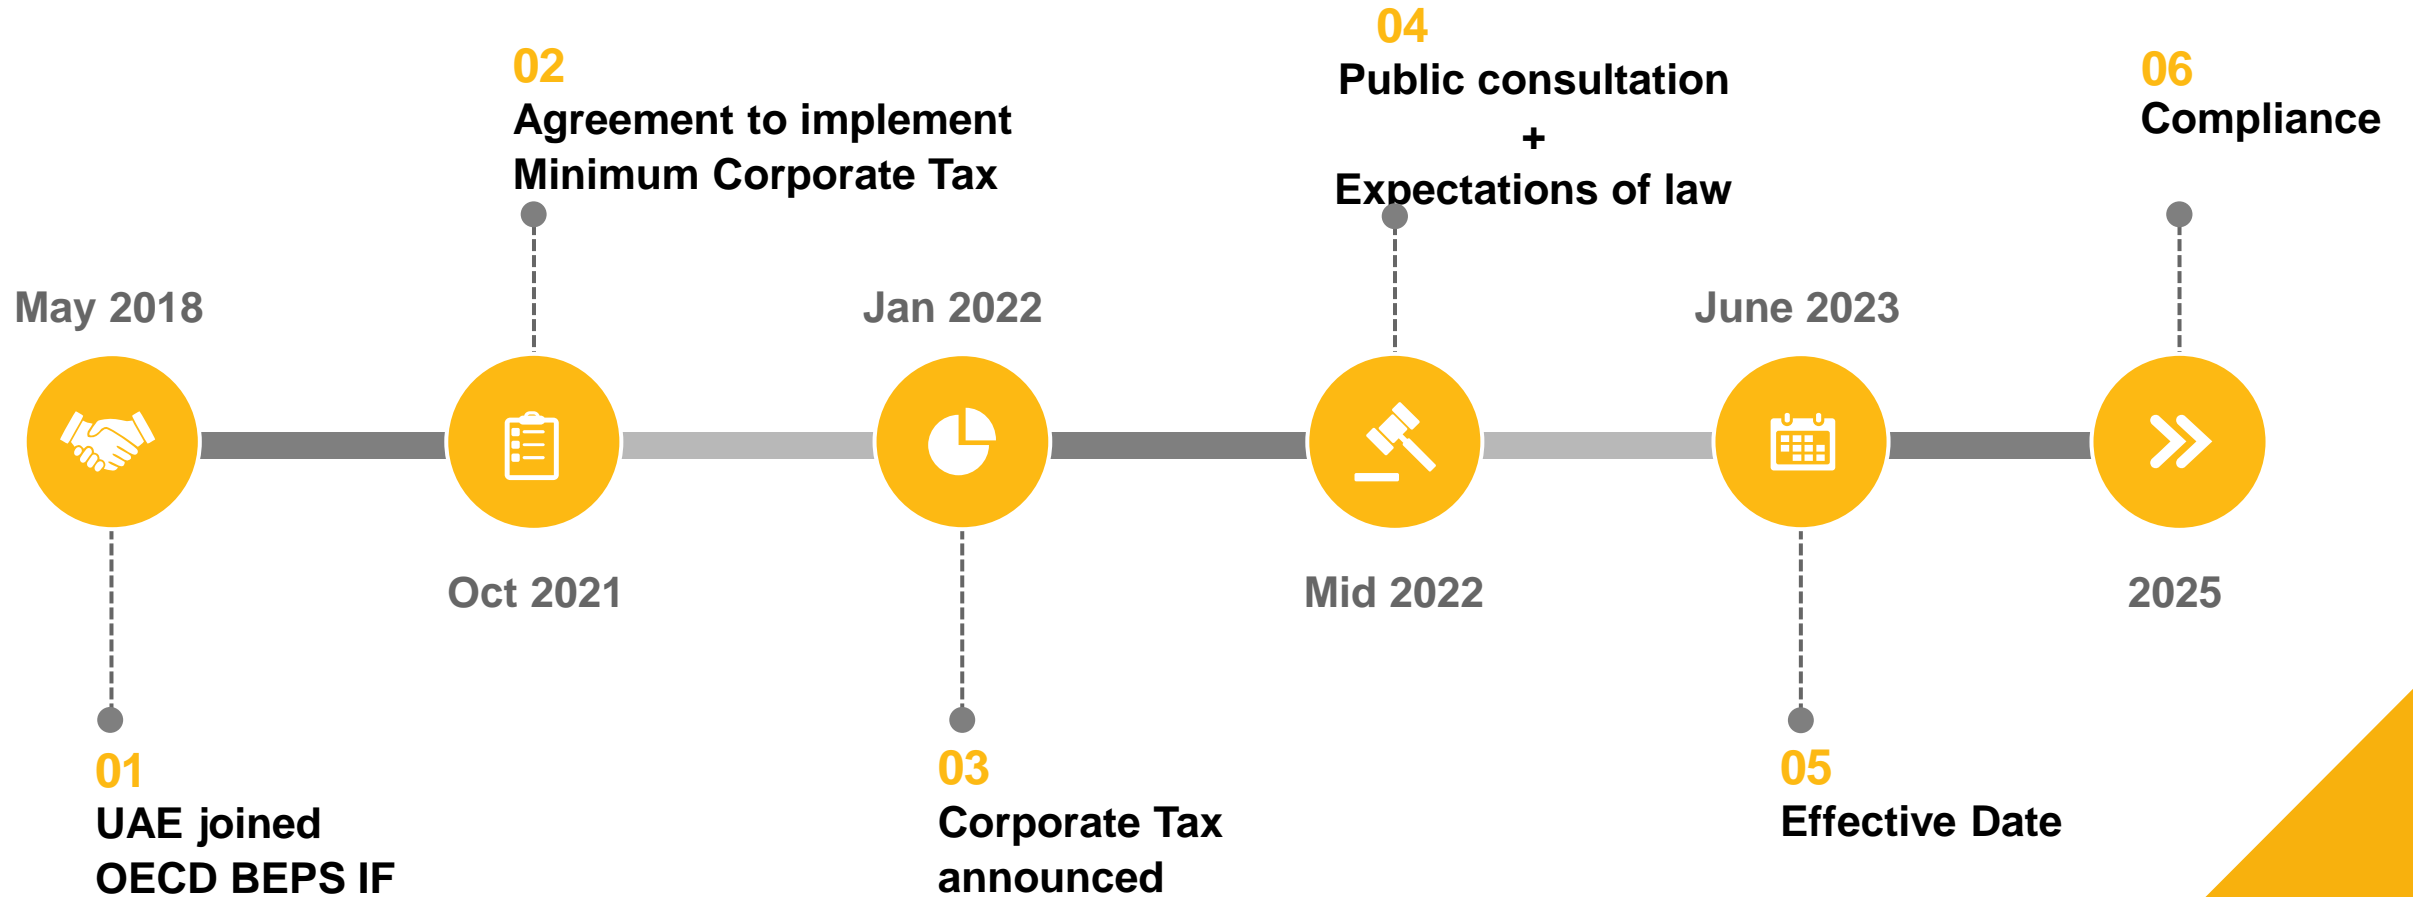 04
02
06
Public consultation
Agreement to implement
Compliance
+
Minimum Corporate Tax
Expectations of law
May 2018
Jan 2022
June 2023
Oct 2021
Mid 2022
2025
01
03
05
UAE joined
Corporate Tax
Effective Date
OECD BEPS IF
announced